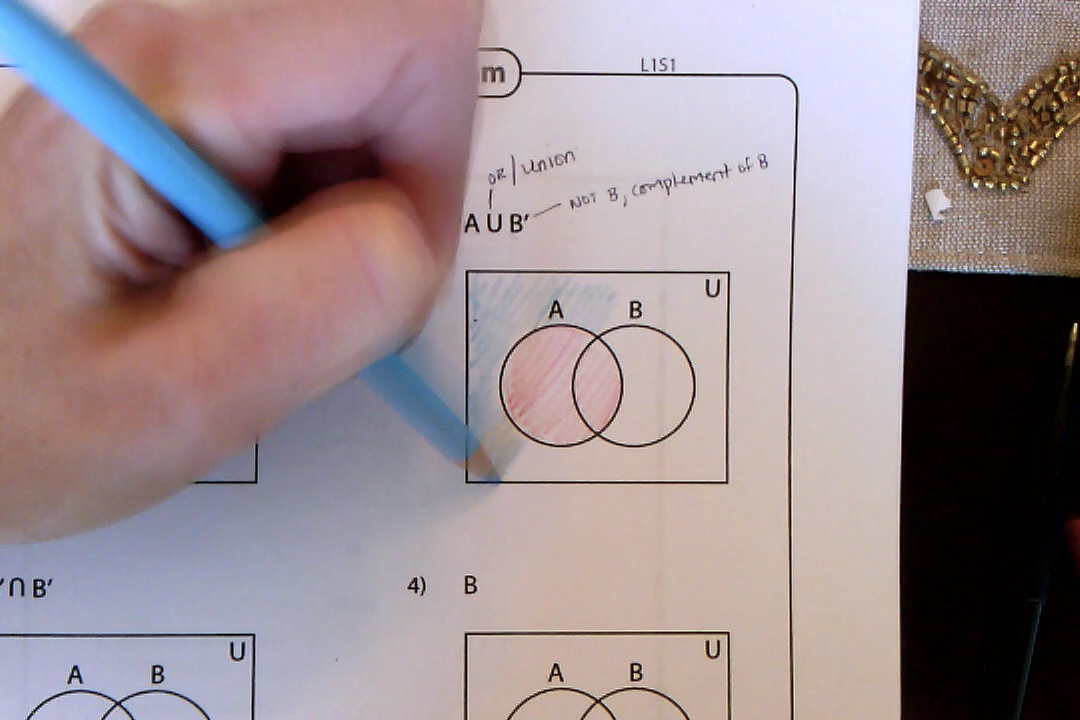 m
L1S1
OR/union
NOT B, complement of B
A U B'
U
A B
'∩ B'
4) B
U
A B
U
A B